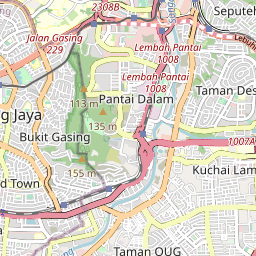 2308B
Seputeh
Jalan Gasing
229
Lembah Pantai
1008
Lebuh
Lembah Pantai
1008
Pantai Dalam
Taman Des
113 m
g Jaya
135 m
Bukit Gasing
1007A
155 m
Kuchai Lam
d Town
Taman OUG